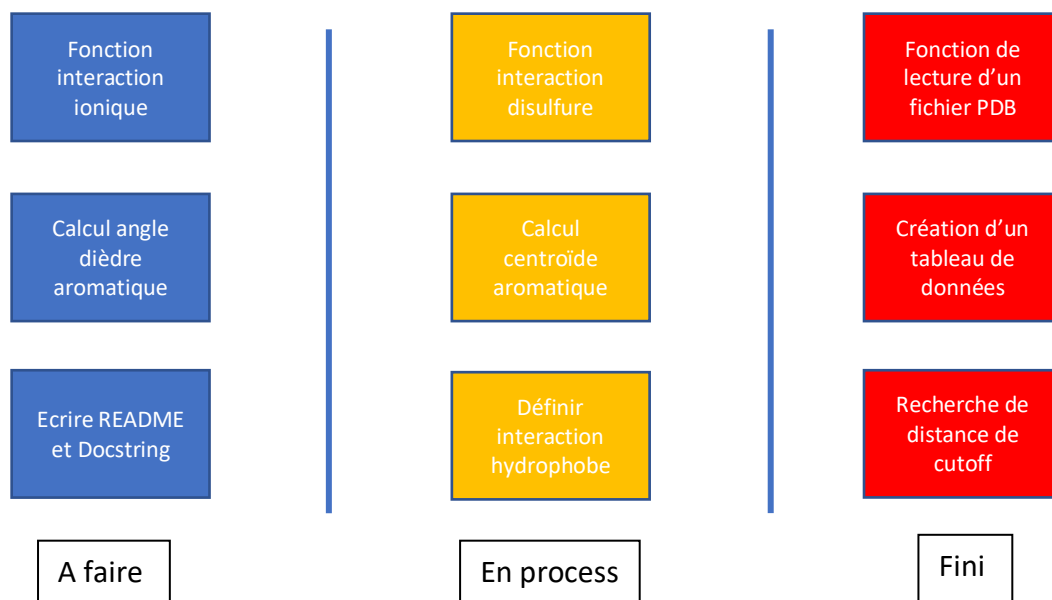 Fonction
interaction
ionique
Calcul angle
dièdre
aromatique
Ecrire README
et Docstring
A faire
Fonction
interaction
disulfure
Calcul
centroïde
aromatique
Définir
interaction
hydrophobe
En process
Fonction de
lecture d'un
fichier PDB
Création d'un
tableau de
données
Recherche de
distance de
cutoff
Fini